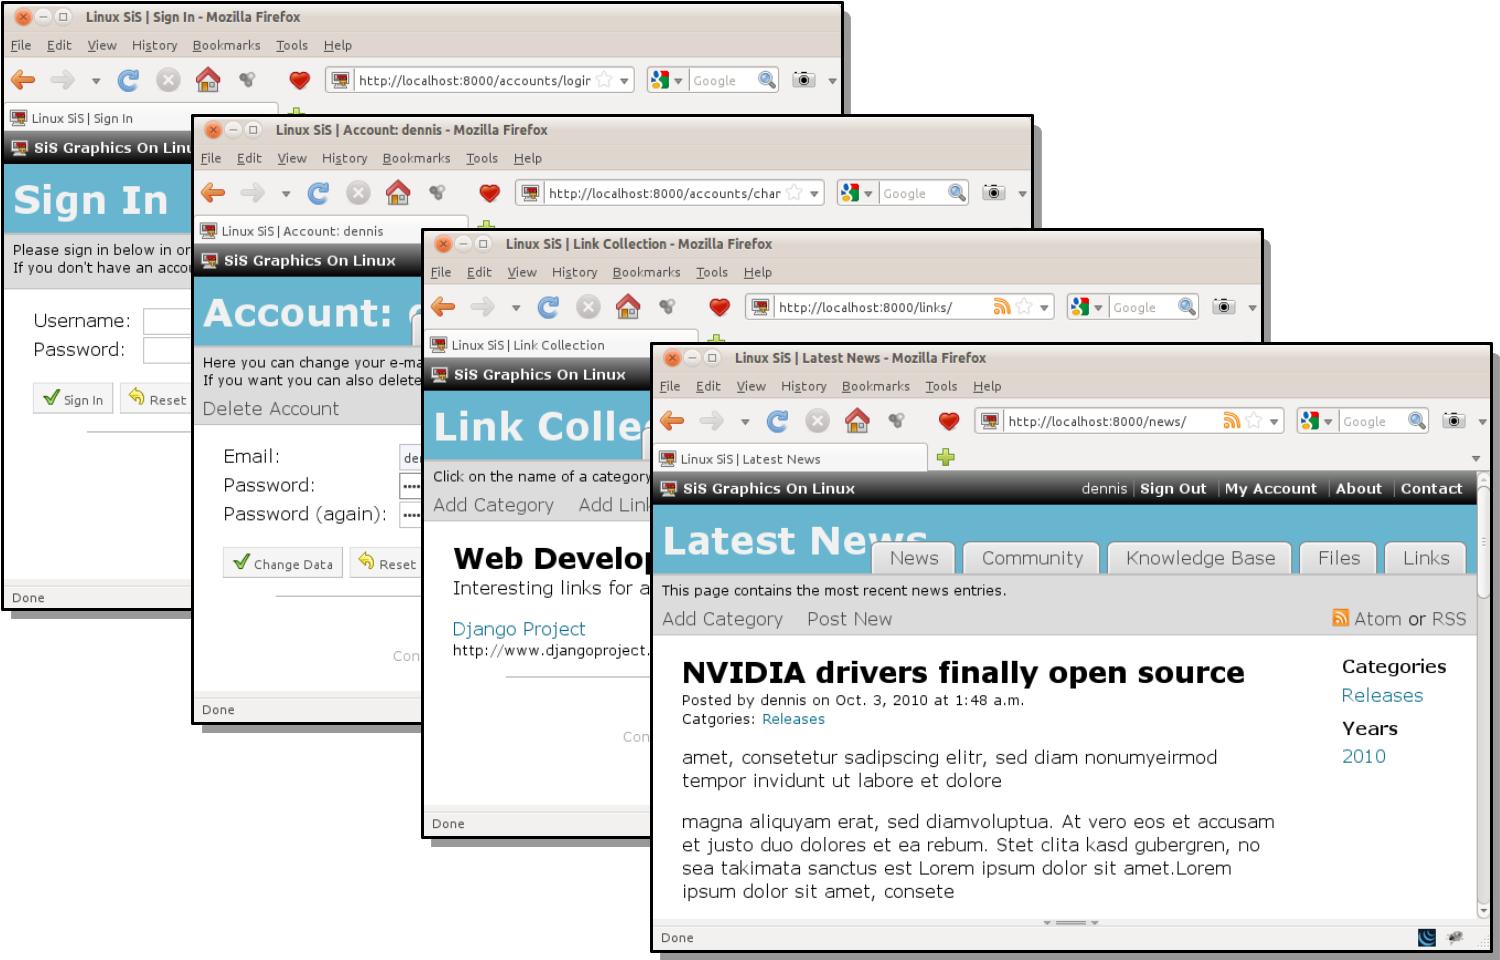 Linux SiS | Sign In - Mozilla Firefox
File Edit View History Bookmarks Tools Help
http://localhost:8000/accounts/login
Google
Linux SiS | Sign In
SiS Graphics On Linu
Sign In
Please sign in below in or
If you don't have an accou
Username:
Password:
Sign In Reset
Done
Linux SiS | Account: dennis - Mozilla Firefox
File Edit View History Bookmarks Tools Help
http://localhost:8000/accounts/char
Google
Linux SiS | Account: dennis
SiS Graphics On Linux
Account:
Here you can change your e-ma
If you want you can also delete
Delete Account
Email: de
Password: ••••
Password (again): ••••
Change Data Reset
Con
Done
Linux SiS | Link Collection - Mozilla Firefox
File Edit View History Bookmarks Tools Help
http://localhost:8000/links/
Google
Linux SiS | Link Collection
SiS Graphics On Linux
Link Colle
Click on the name of a category
Add Category Add Link
Web Develop
Interesting links for a
Django Project
http://www.djangoproject.
Con
Done
Linux SiS | Latest News - Mozilla Firefox
File Edit View History Bookmarks Tools Help
http://localhost:8000/news/
Google
Linux SiS | Latest News
SiS Graphics On Linux dennis | Sign Out | My Account | About | Contact
Latest News
News Community Knowledge Base Files Links
This page contains the most recent news entries.
Add Category Post New Atom or RSS
NVIDIA drivers finally open source
Posted by dennis on Oct. 3, 2010 at 1:48 a.m.
Catgories: Releases
amet, consetetur sadipscing elitr, sed diam nonumyeirmod
tempor invidunt ut labore et dolore
magna aliquyam erat, sed diamvoluptua. At vero eos et accusam
et justo duo dolores et ea rebum. Stet clita kasd gubergren, no
sea takimata sanctus est Lorem ipsum dolor sit amet.Lorem
ipsum dolor sit amet, consete
Categories
Releases
Years
2010
Done